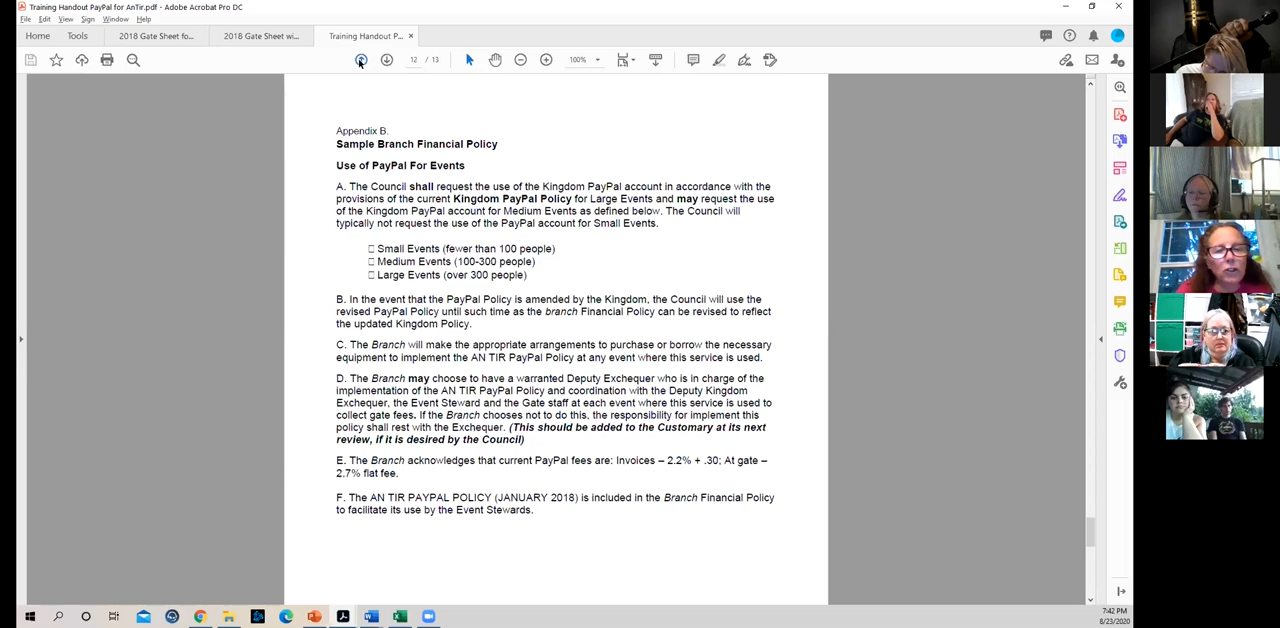 Training Handout PayPal for AnTir.pdf - Adobe Acrobat Pro DC
File Edit View Sign Window Help
Home Tools 2018 Gate Sheet fo... 2018 Gate Sheet wi... Training Handout P... ×
12 / 13 100%
Appendix B.
Sample Branch Financial Policy
Use of PayPal For Events
A. The Council shall request the use of the Kingdom PayPal account in accordance with the
provisions of the current Kingdom PayPal Policy for Large Events and may request the use
of the Kingdom PayPal account for Medium Events as defined below. The Council will
typically not request the use of the PayPal account for Small Events.
□ Small Events (fewer than 100 people)
□ Medium Events (100-300 people)
□ Large Events (over 300 people)
B. In the event that the PayPal Policy is amended by the Kingdom, the Council will use the
revised PayPal Policy until such time as the branch Financial Policy can be revised to reflect
the updated Kingdom Policy.
C. The Branch will make the appropriate arrangements to purchase or borrow the necessary
equipment to implement the AN TIR PayPal Policy at any event where this service is used.
D. The Branch may choose to have a warranted Deputy Exchequer who is in charge of the
implementation of the AN TIR PayPal Policy and coordination with the Deputy Kingdom
Exchequer, the Event Steward and the Gate staff at each event where this service is used to
collect gate fees. If the Branch chooses not to do this, the responsibility for implement this
policy shall rest with the Exchequer. (This should be added to the Customary at its next
review, if it is desired by the Council)
E. The Branch acknowledges that current PayPal fees are: Invoices – 2.2% + .30; At gate –
2.7% flat fee.
F. The AN TIR PAYPAL POLICY (JANUARY 2018) is included in the Branch Financial Policy
to facilitate its use by the Event Stewards.
7:42 PM
8/23/2020